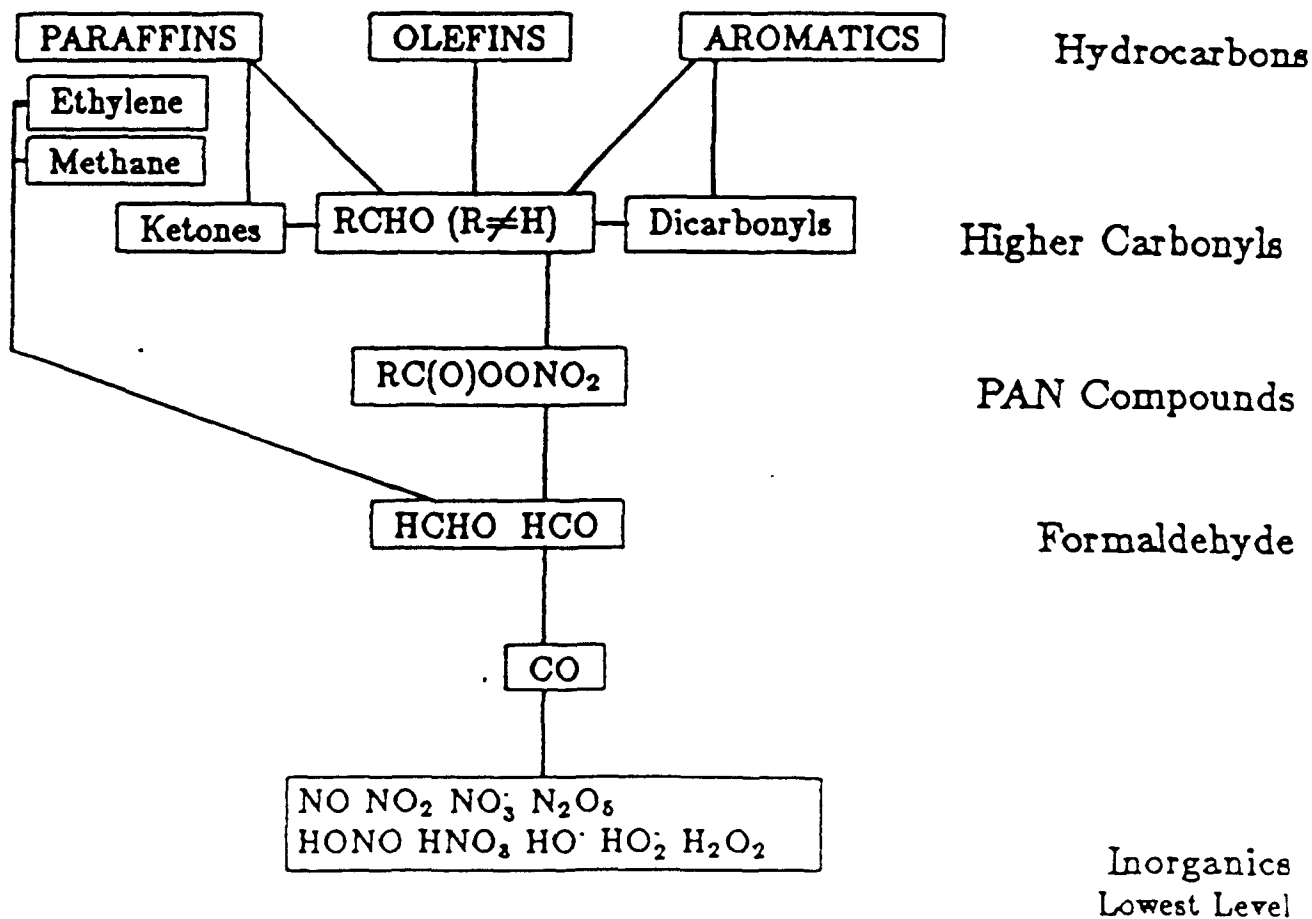 PARAFFINS OLEFINS AROMATICS Hydrocarbons
Ethylene
Methane
Ketones RCHO (R≠H) Dicarbonyls Higher Carbonyls
RC(O)OONO₂ PAN Compounds
HCHO HCO Formaldehyde
CO
NO NO₂ NO₃· N₂O₅
HONO HNO₃ HO· HO₂· H₂O₂
Inorganics
Lowest Level